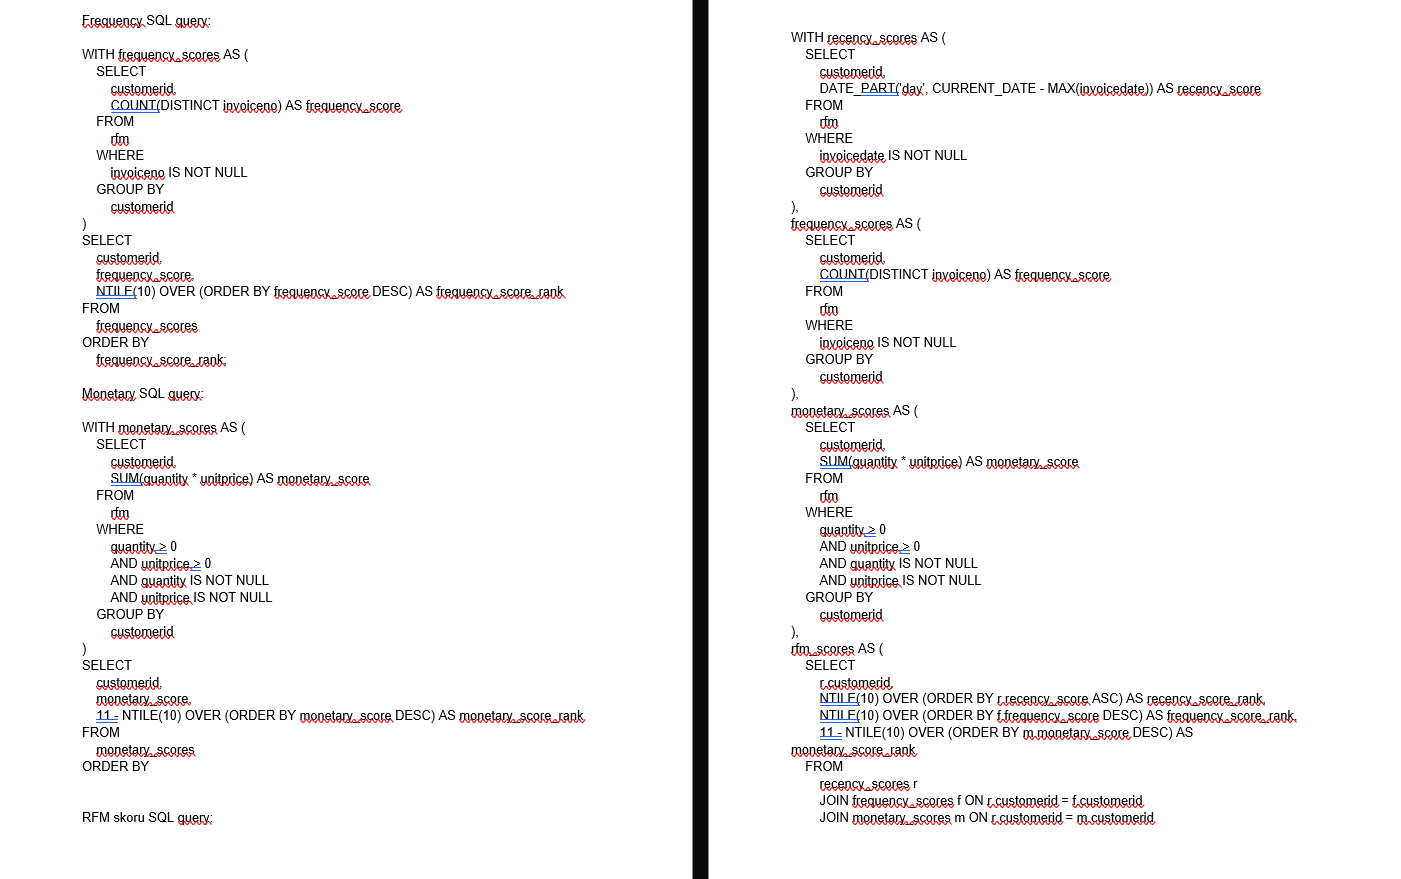 Frequency SQL query:
WITH frequency_scores AS (
SELECT
customerid,
COUNT(DISTINCT invoiceno) AS frequency_score
FROM
rfm
WHERE
invoiceno IS NOT NULL
GROUP BY
customerid
)
SELECT
customerid,
frequency_score,
NTILE(10) OVER (ORDER BY frequency_score DESC) AS frequency_score_rank
FROM
frequency_scores
ORDER BY
frequency_score_rank;
Monetary SQL query:
WITH monetary_scores AS (
SELECT
customerid,
SUM(quantity * unitprice) AS monetary_score
FROM
rfm
WHERE
quantity > 0
AND unitprice > 0
AND quantity IS NOT NULL
AND unitprice IS NOT NULL
GROUP BY
customerid
)
SELECT
customerid,
monetary_score,
11 - NTILE(10) OVER (ORDER BY monetary_score DESC) AS monetary_score_rank
FROM
monetary_scores
ORDER BY
RFM skoru SQL query:
WITH recency_scores AS (
SELECT
customerid,
DATE_PART('day', CURRENT_DATE - MAX(invoicedate)) AS recency_score
FROM
rfm
WHERE
invoicedate IS NOT NULL
GROUP BY
customerid
),
frequency_scores AS (
SELECT
customerid,
COUNT(DISTINCT invoiceno) AS frequency_score
FROM
rfm
WHERE
invoiceno IS NOT NULL
GROUP BY
customerid
),
monetary_scores AS (
SELECT
customerid,
SUM(quantity * unitprice) AS monetary_score
FROM
rfm
WHERE
quantity > 0
AND unitprice > 0
AND quantity IS NOT NULL
AND unitprice IS NOT NULL
GROUP BY
customerid
),
rfm_scores AS (
SELECT
r.customerid,
NTILE(10) OVER (ORDER BY r.recency_score ASC) AS recency_score_rank,
NTILE(10) OVER (ORDER BY f.frequency_score DESC) AS frequency_score_rank,
11 - NTILE(10) OVER (ORDER BY m.monetary_score DESC) AS
monetary_score_rank
FROM
recency_scores r
JOIN frequency_scores f ON r.customerid = f.customerid
JOIN monetary_scores m ON r.customerid = m.customerid